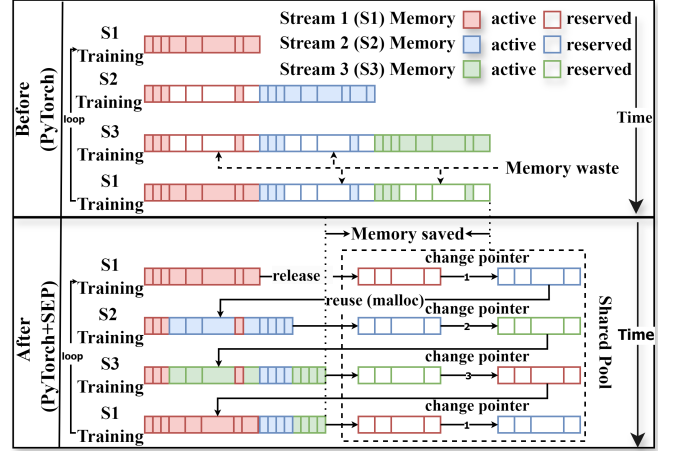 Stream 1 (S1) Memory active reserved
Stream 2 (S2) Memory active reserved
Stream 3 (S3) Memory active reserved
Before
(PyTorch)
loop
S1
Training
S2
Training
S3
Training
S1
Training
Memory waste
Time
After
(PyTorch+SEP)
loop
Memory saved
S1
Training
release
change pointer
1
reuse (malloc)
S2
Training
change pointer
2
S3
Training
change pointer
3
S1
Training
change pointer
1
Shared Pool
Time